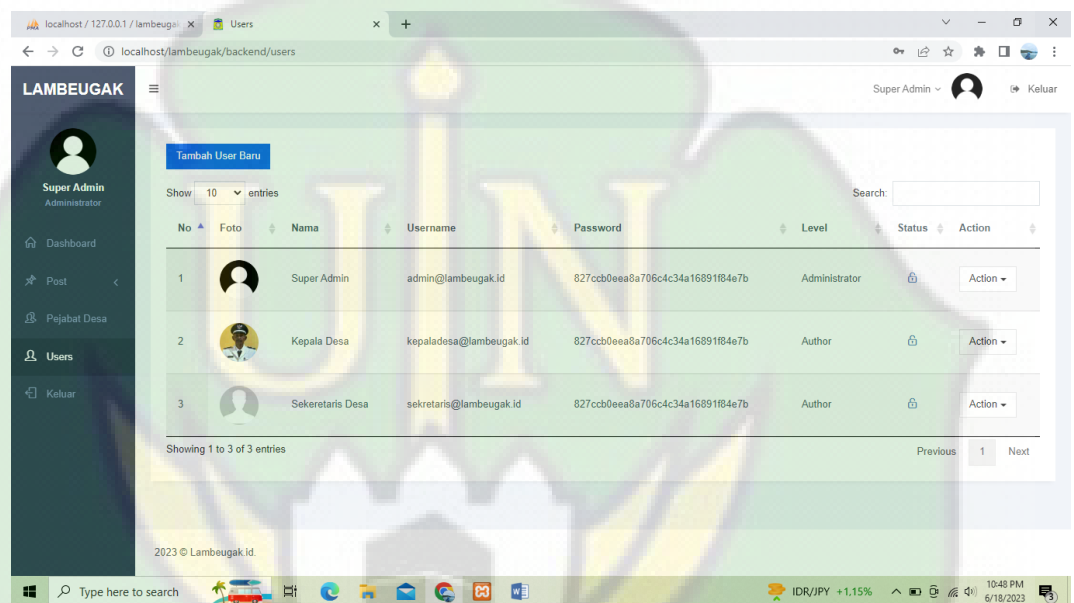 localhost / 127.0.0.1 / lambeugak
Users
localhost/lambeugak/backend/users
LAMBEUGAK
Super Admin
Keluar
Super Admin
Administrator
Dashboard
Post
Pejabat Desa
Users
Keluar
Tambah User Baru
Show 10 entries
Search:
No Foto Nama Username Password Level Status Action
1 Super Admin admin@lambeugak.id 827ccb0eea8a706c4c34a16891f84e7b Administrator Action
2 Kepala Desa kepaladesa@lambeugak.id 827ccb0eea8a706c4c34a16891f84e7b Author Action
3 Sekeretaris Desa sekretaris@lambeugak.id 827ccb0eea8a706c4c34a16891f84e7b Author Action
Showing 1 to 3 of 3 entries
Previous 1 Next
2023 © Lambeugak.id.
UIN
Type here to search
IDR/JPY +1,15%
10:48 PM
6/18/2023